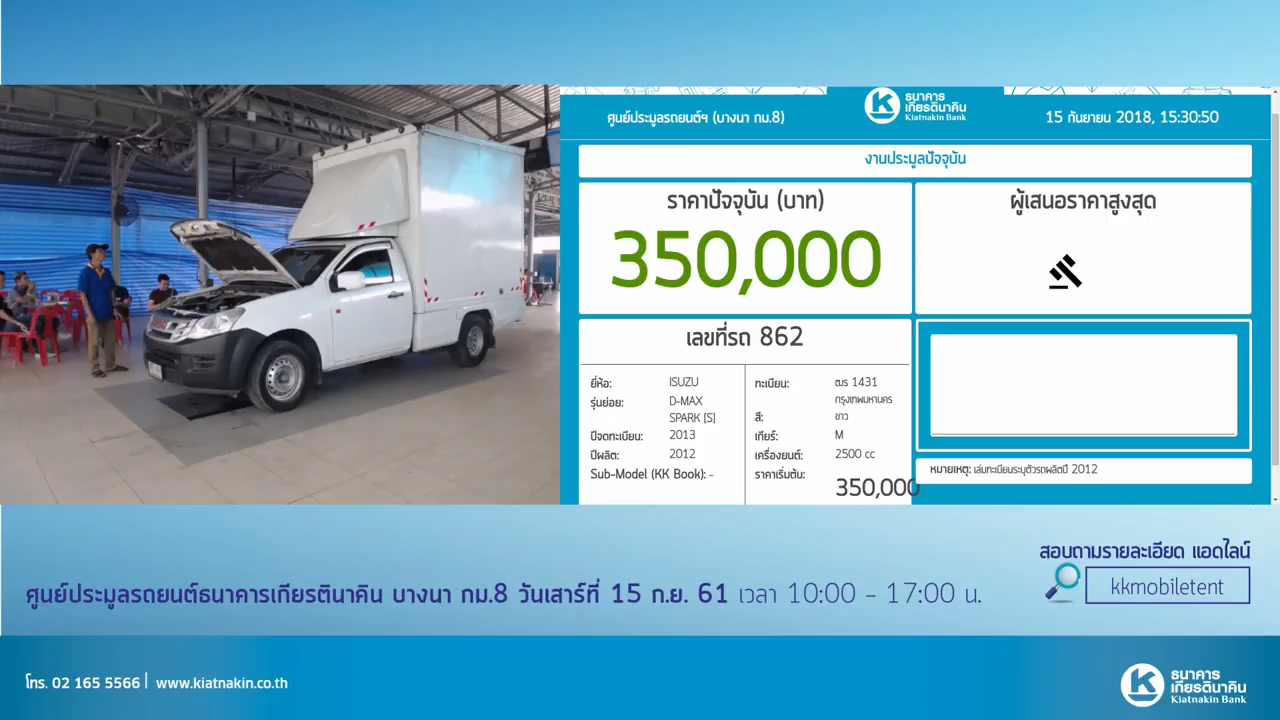 ศูนย์ประมูลรถยนต์ฯ (บางนา กม.8)
ธนาคาร
เกียรตินาคิน
Kiatnakin Bank
15 กันยายน 2018, 15:30:50
งานประมูลปัจจุบัน
ราคาปัจจุบัน (บาท)
350,000
ผู้เสนอราคาสูงสุด
เลขที่รถ 862
ยี่ห้อ: ISUZU
รุ่นย่อย: D-MAX
SPARK [S]
ปีจดทะเบียน: 2013
ปีผลิต: 2012
Sub-Model (KK Book): -
ทะเบียน: ฒร 1431
กรุงเทพมหานคร
สี: ขาว
เกียร์: M
เครื่องยนต์: 2500 cc
ราคาเริ่มต้น:
350,000
หมายเหตุ: เล่มทะเบียนระบุตัวรถผลิตปี 2012
สอบถามรายละเอียด แอดไลน์
kkmobiletent
ศูนย์ประมูลรถยนต์ธนาคารเกียรตินาคิน บางนา กม.8 วันเสาร์ที่ 15 ก.ย. 61 เวลา 10:00 - 17:00 น.
โทร. 02 165 5566 | www.kiatnakin.co.th
ธนาคาร
เกียรตินาคิน
Kiatnakin Bank